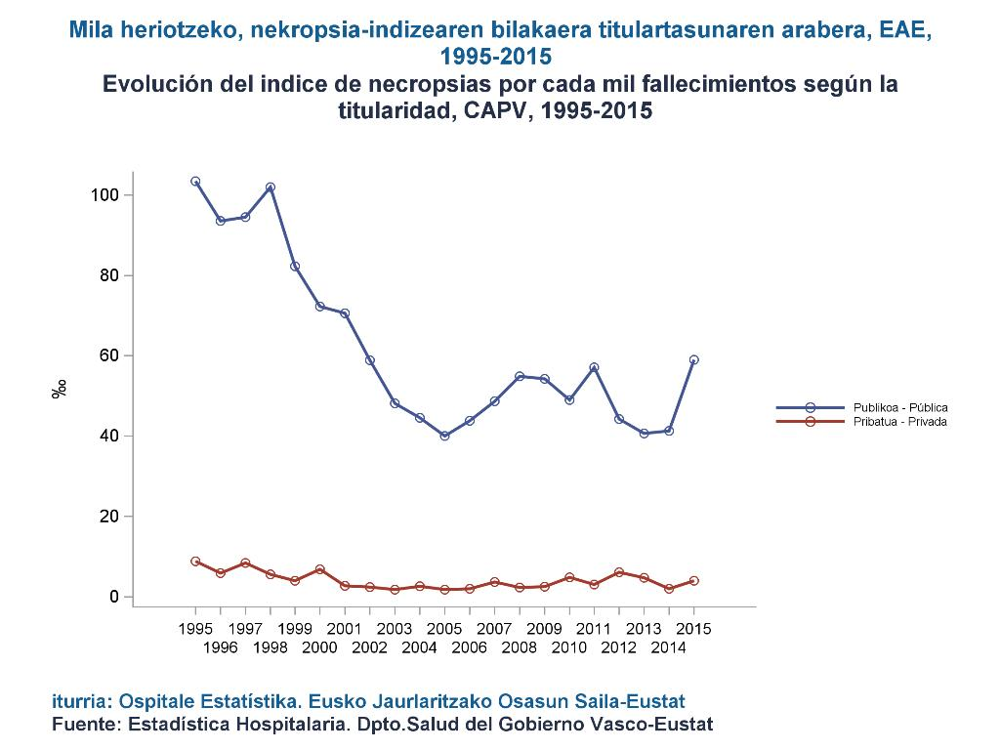 Mila heriotzeko, nekropsia-indizearen bilakaera titulartasunaren arabera, EAE,
1995-2015
Evolución del indice de necropsias por cada mil fallecimientos según la
titularidad, CAPV, 1995-2015
100
80
60
40
20
0
‰
Publikoa - Pública
Pribatua - Privada
1995 1997 1999 2001 2003 2005 2007 2009 2011 2013 2015
1996 1998 2000 2002 2004 2006 2008 2010 2012 2014
iturria: Ospitale Estatístika. Eusko Jaurlaritzako Osasun Saila-Eustat
Fuente: Estadística Hospitalaria. Dpto.Salud del Gobierno Vasco-Eustat